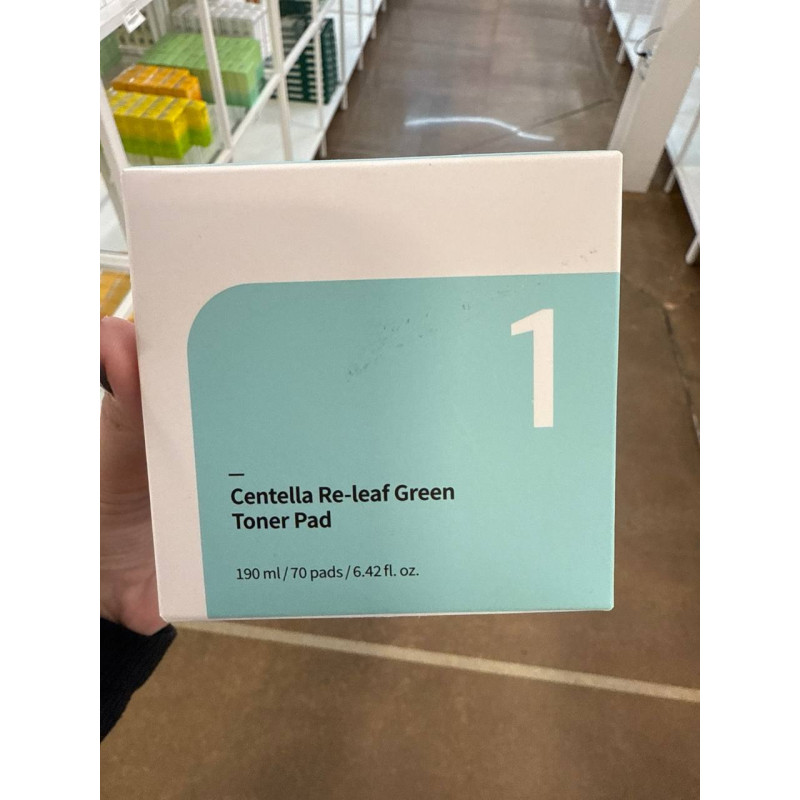 1
Centella Re-leaf Green
Toner Pad
190 ml / 70 pads / 6.42 fl. oz.